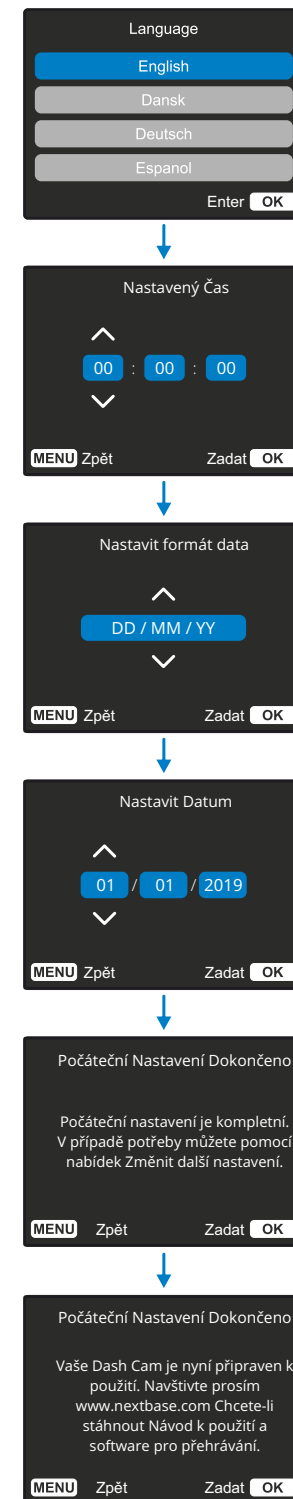 Language
English
Dansk
Deutsch
Espanol
Enter OK
Nastavený Čas
00 : 00 : 00
MENU Zpět Zadat OK
Nastavit formát data
DD / MM / YY
MENU Zpět Zadat OK
Nastavit Datum
01 / 01 / 2019
MENU Zpět Zadat OK
Počáteční Nastavení Dokončeno
Počáteční nastavení je kompletní.
V případě potřeby můžete pomocí
nabídek Změnit další nastavení.
MENU Zpět Zadat OK
Počáteční Nastavení Dokončeno
Vaše Dash Cam je nyní připraven k
použití. Navštivte prosím
www.nextbase.com Chcete-li
stáhnout Návod k použití a
software pro přehrávání.
MENU Zpět Zadat OK